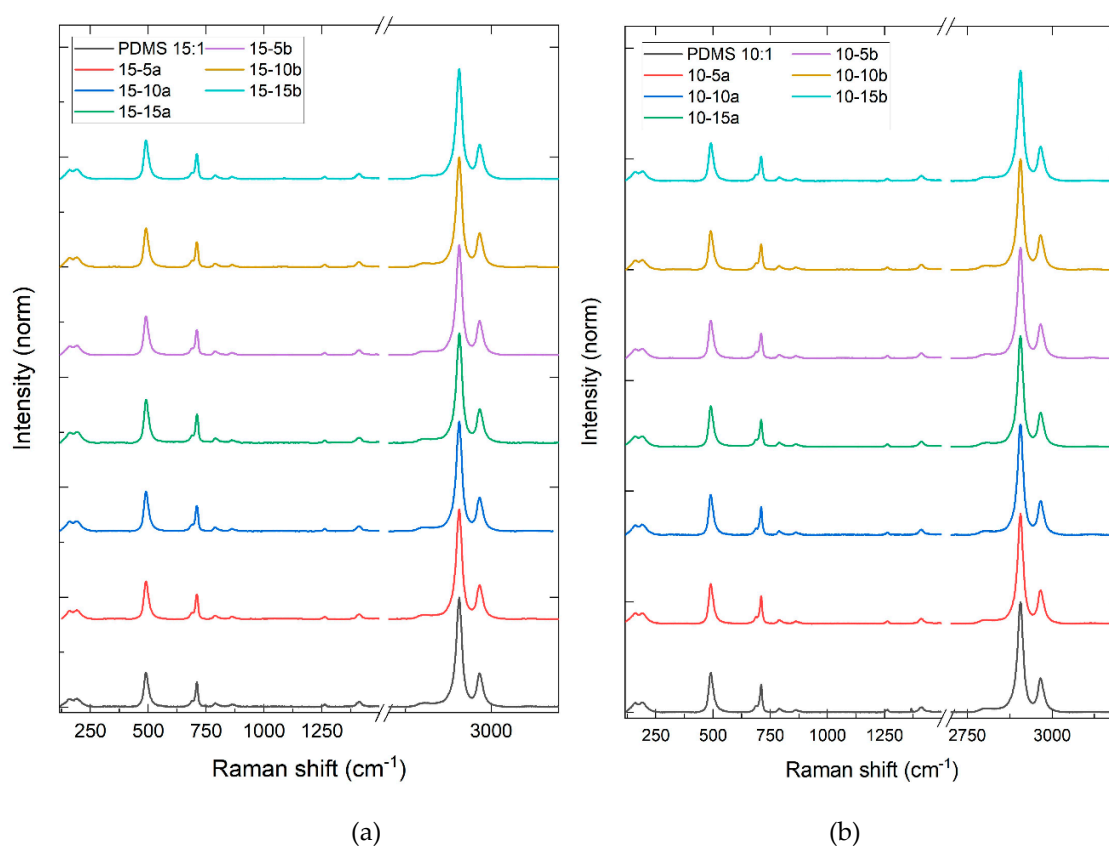 PDMS 15:1 15-5b
15-5a 15-10b
15-10a 15-15b
15-15a
Intensity (norm)
250 500 750 1000 1250 3000
Raman shift (cm-1)
(a)
PDMS 10:1 10-5b
10-5a 10-10b
10-10a 10-15b
10-15a
Intensity (norm)
250 500 750 1000 1250 2750 3000
Raman shift (cm-1)
(b)